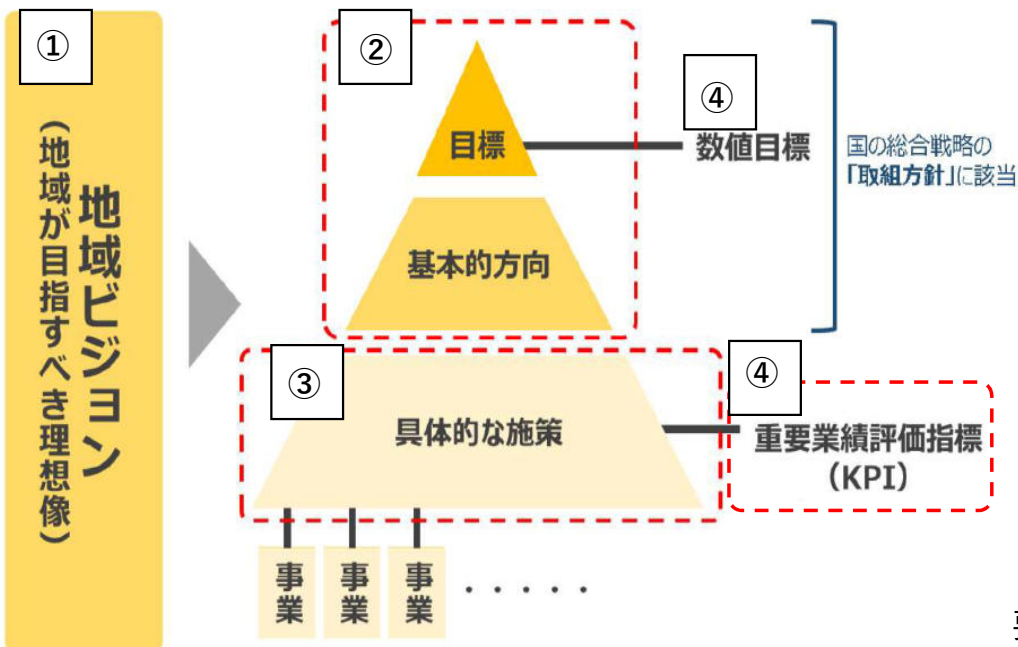 ①
地域ビジョン
（地域が目指すべき理想像）
②
目標
④
数値目標
国の総合戦略の
「取組方針」に該当
基本的方向
③
具体的な施策
④
重要業績評価指標
（KPI）
事業
事業
事業
・・・・・